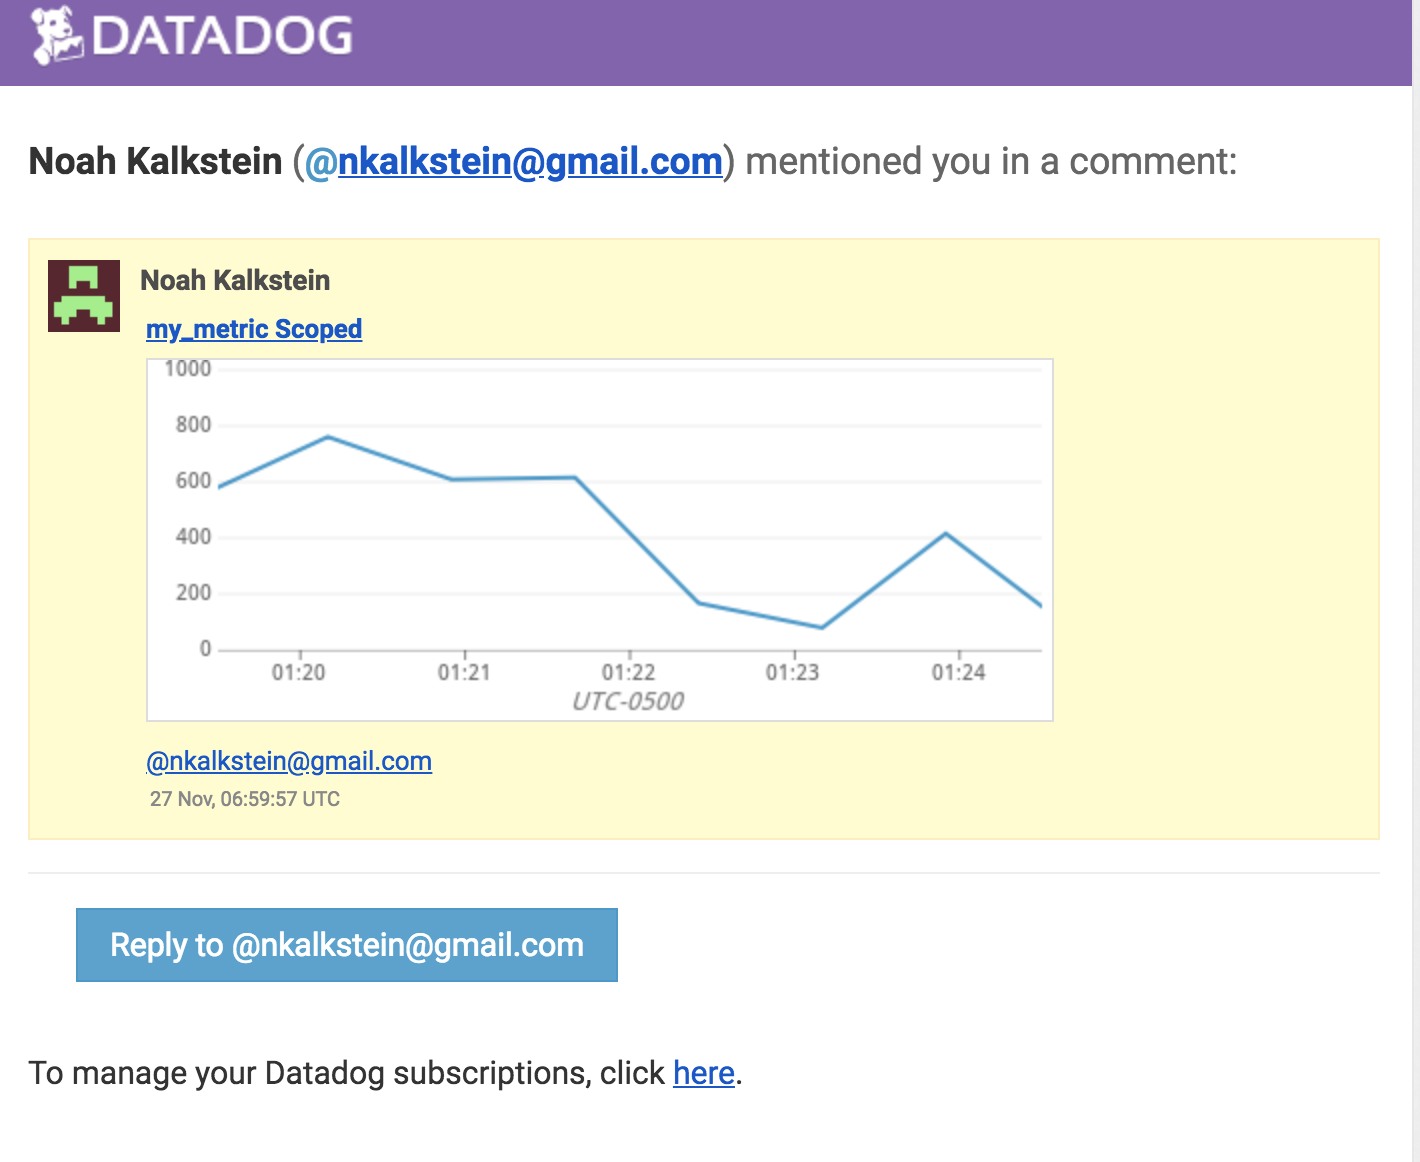 DATADOG
Noah Kalkstein (@nkalkstein@gmail.com) mentioned you in a comment:
Noah Kalkstein
my_metric Scoped
1000
800
600
400
200
0
01:20 01:21 01:22 01:23 01:24
UTC-0500
@nkalkstein@gmail.com
27 Nov, 06:59:57 UTC
Reply to @nkalkstein@gmail.com
To manage your Datadog subscriptions, click here.